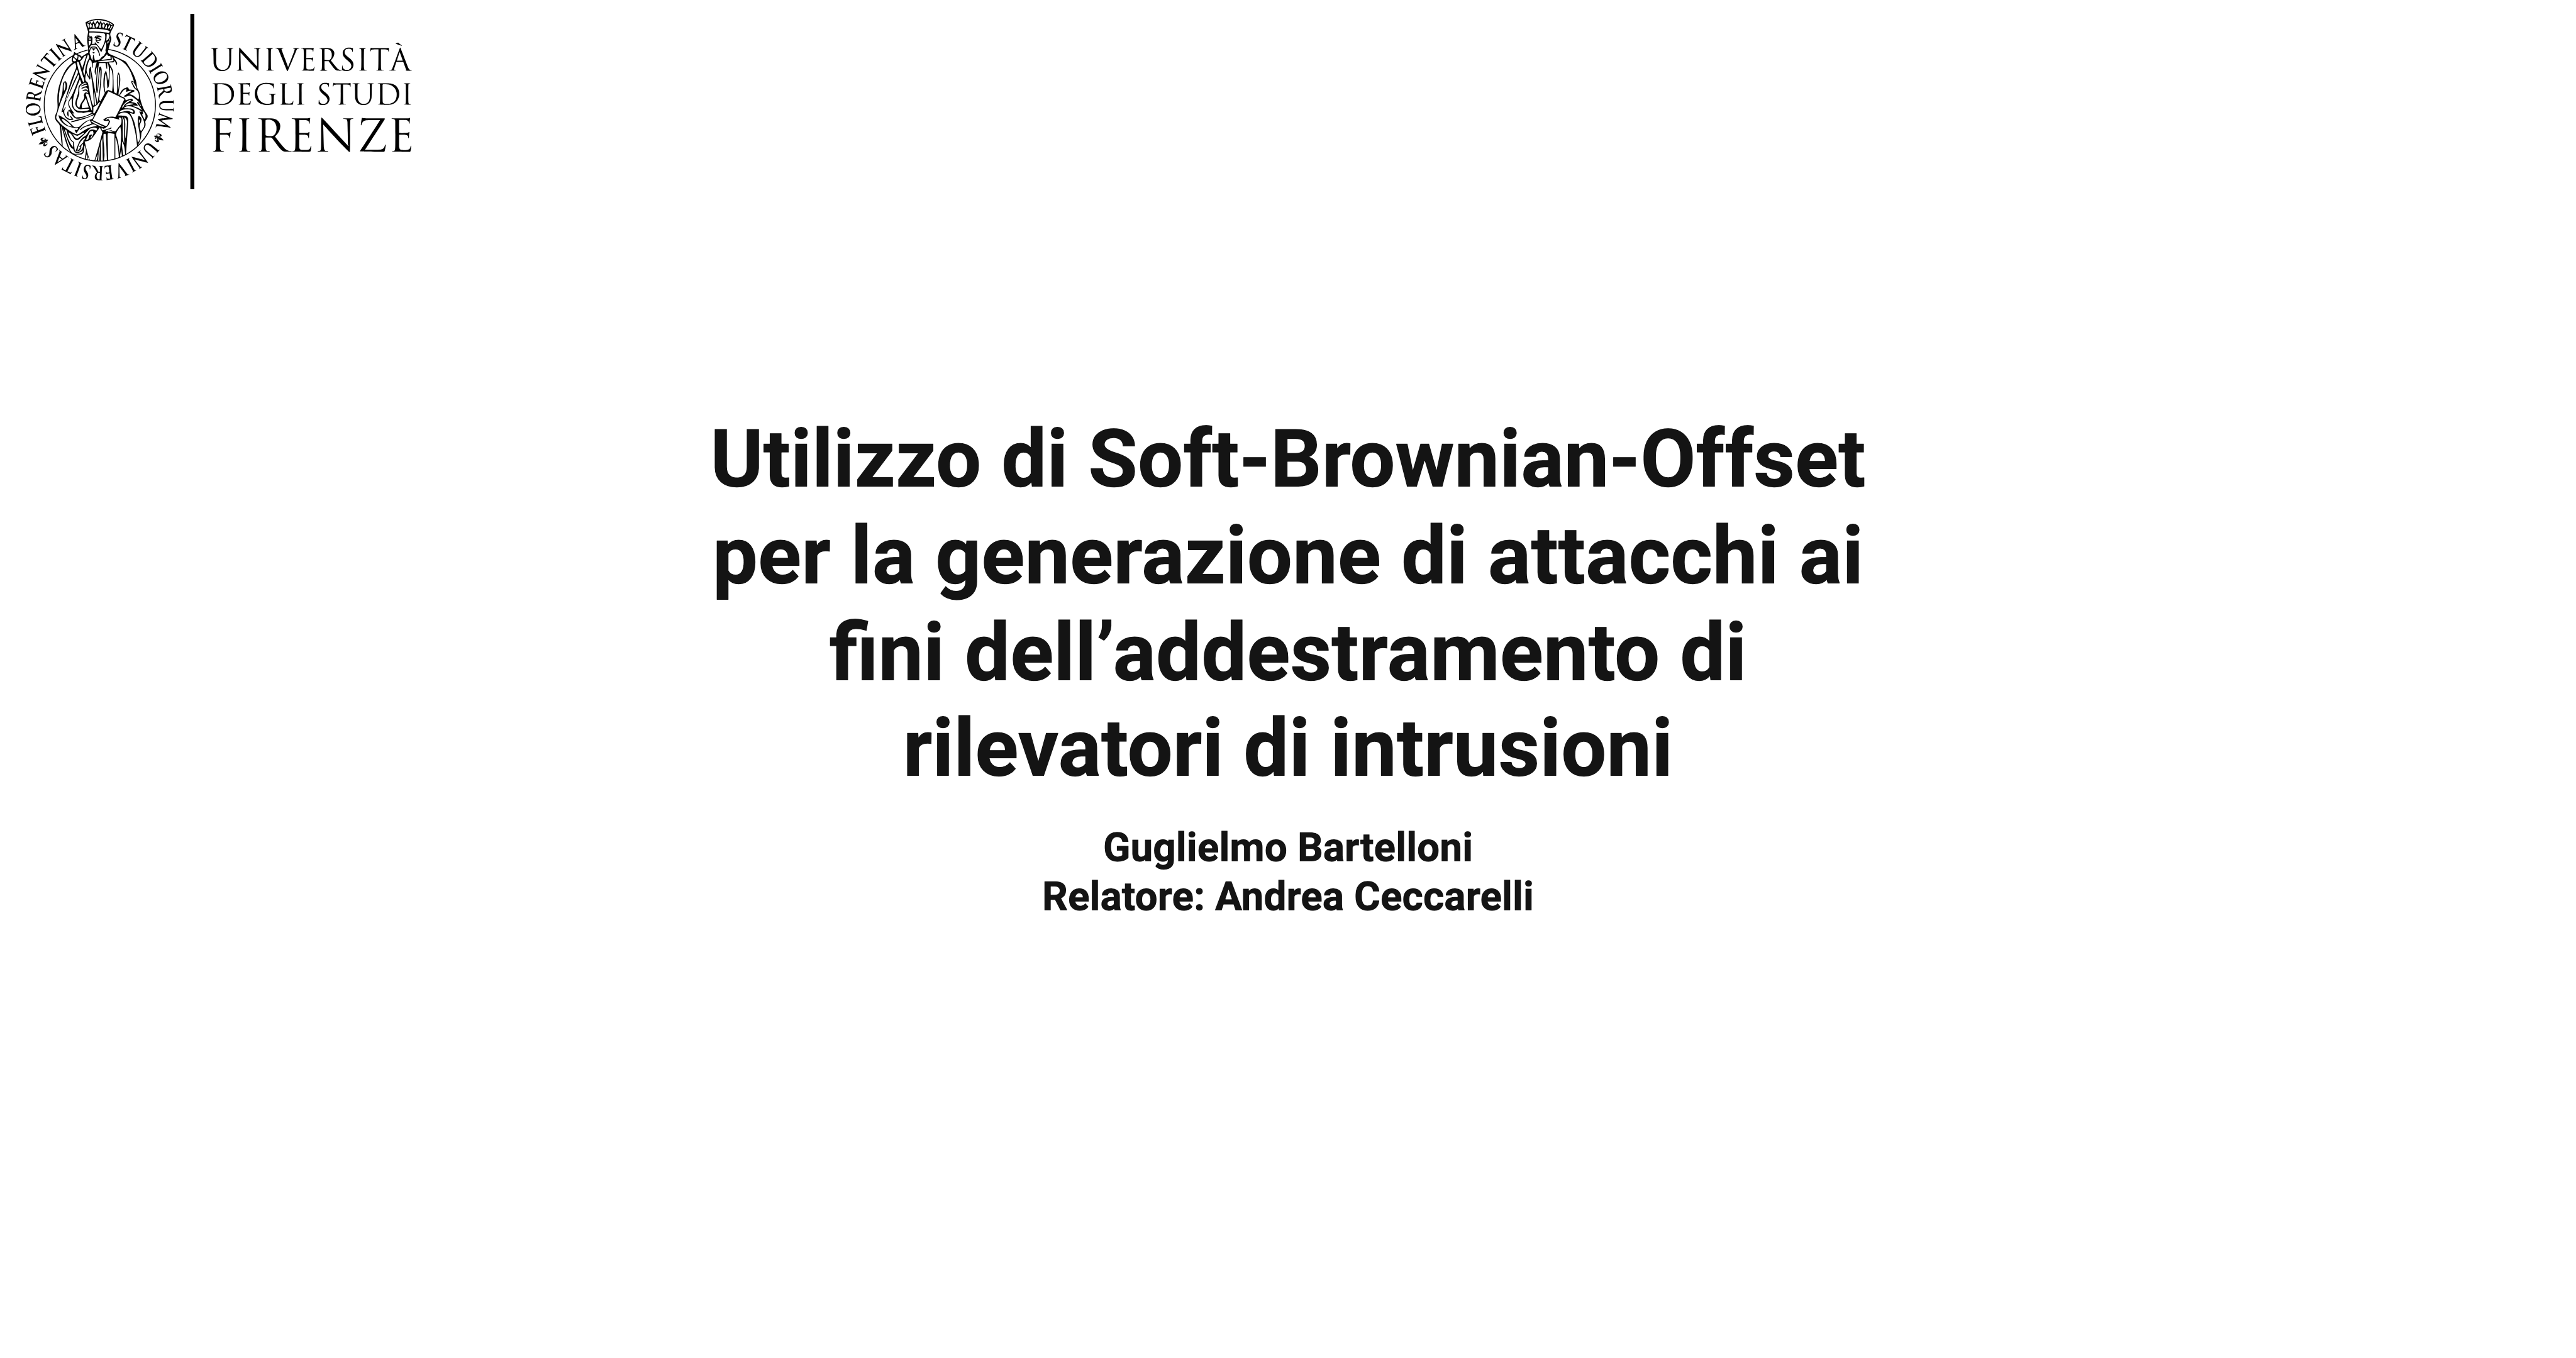 FLORENTINA STUDIORUM UNIVERSITAS
UNIVERSITÀ
DEGLI STUDI
FIRENZE
Utilizzo di Soft-Brownian-Offset
per la generazione di attacchi ai
fini dell’addestramento di
rilevatori di intrusioni
Guglielmo Bartelloni
Relatore: Andrea Ceccarelli